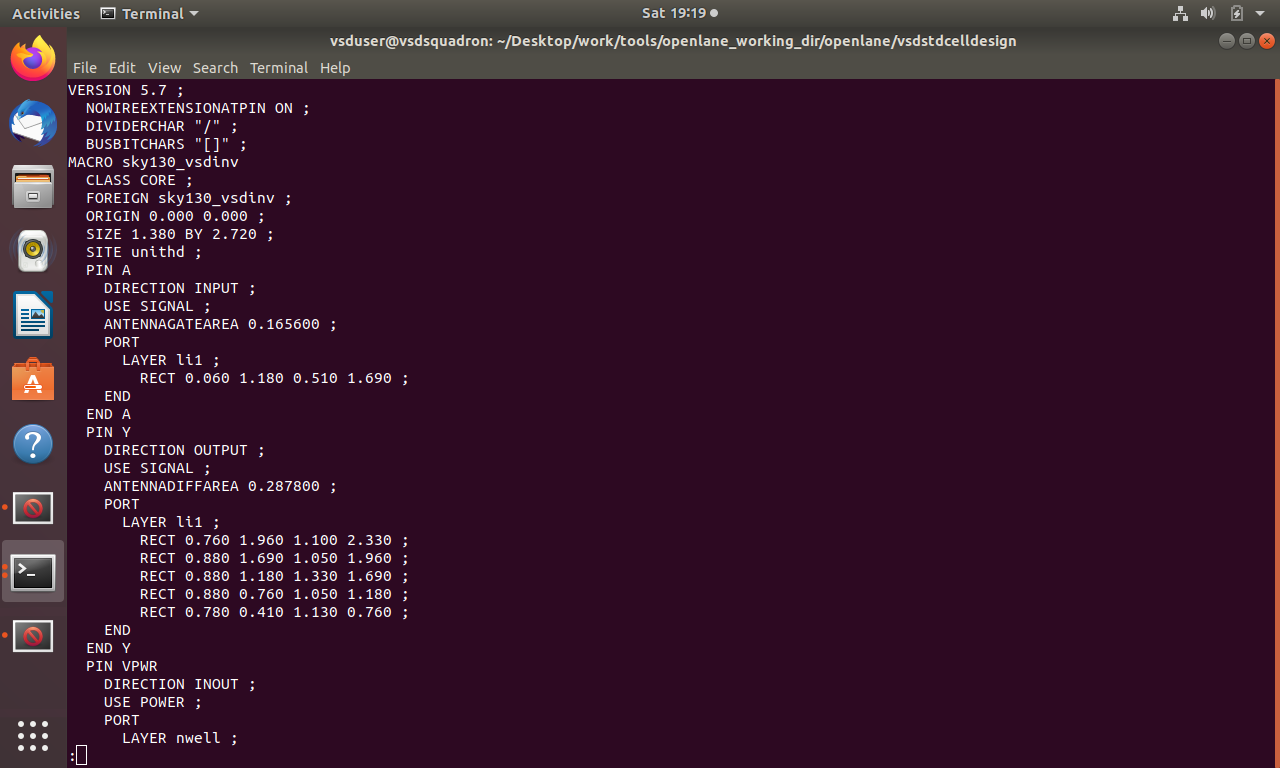 Activities Terminal Sat 19:19
vsduser@vsdsquadron: ~/Desktop/work/tools/openlane_working_dir/openlane/vsdstdcelldesign
File Edit View Search Terminal Help
VERSION 5.7 ;
  NOWIREEXTENSIONATPIN ON ;
  DIVIDERCHAR "/" ;
  BUSBITCHARS "[]" ;
MACRO sky130_vsdinv
  CLASS CORE ;
  FOREIGN sky130_vsdinv ;
  ORIGIN 0.000 0.000 ;
  SIZE 1.380 BY 2.720 ;
  SITE unithd ;
  PIN A
    DIRECTION INPUT ;
    USE SIGNAL ;
    ANTENNAGATEAREA 0.165600 ;
    PORT
      LAYER li1 ;
        RECT 0.060 1.180 0.510 1.690 ;
    END
  END A
  PIN Y
    DIRECTION OUTPUT ;
    USE SIGNAL ;
    ANTENNADIFFAREA 0.287800 ;
    PORT
      LAYER li1 ;
        RECT 0.760 1.960 1.100 2.330 ;
        RECT 0.880 1.690 1.050 1.960 ;
        RECT 0.880 1.180 1.330 1.690 ;
        RECT 0.880 0.760 1.050 1.180 ;
        RECT 0.780 0.410 1.130 0.760 ;
    END
  END Y
  PIN VPWR
    DIRECTION INOUT ;
    USE POWER ;
    PORT
      LAYER nwell ;
: